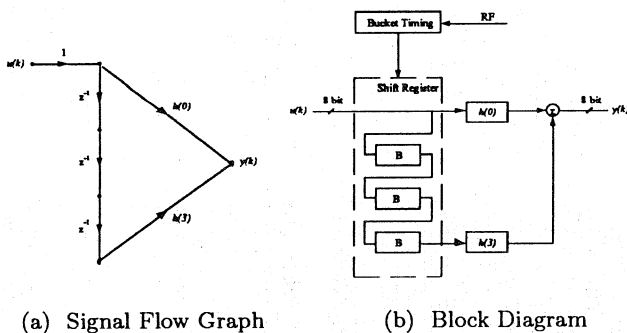 Bucket Timing
RF
1
u(k)
z⁻¹
h(0)
z⁻¹
y(k)
z⁻¹
h(3)
Shift Register
u(k)
8 bit
h(0)
Σ
8 bit
y(k)
B
B
B
h(3)
(a) Signal Flow Graph
(b) Block Diagram